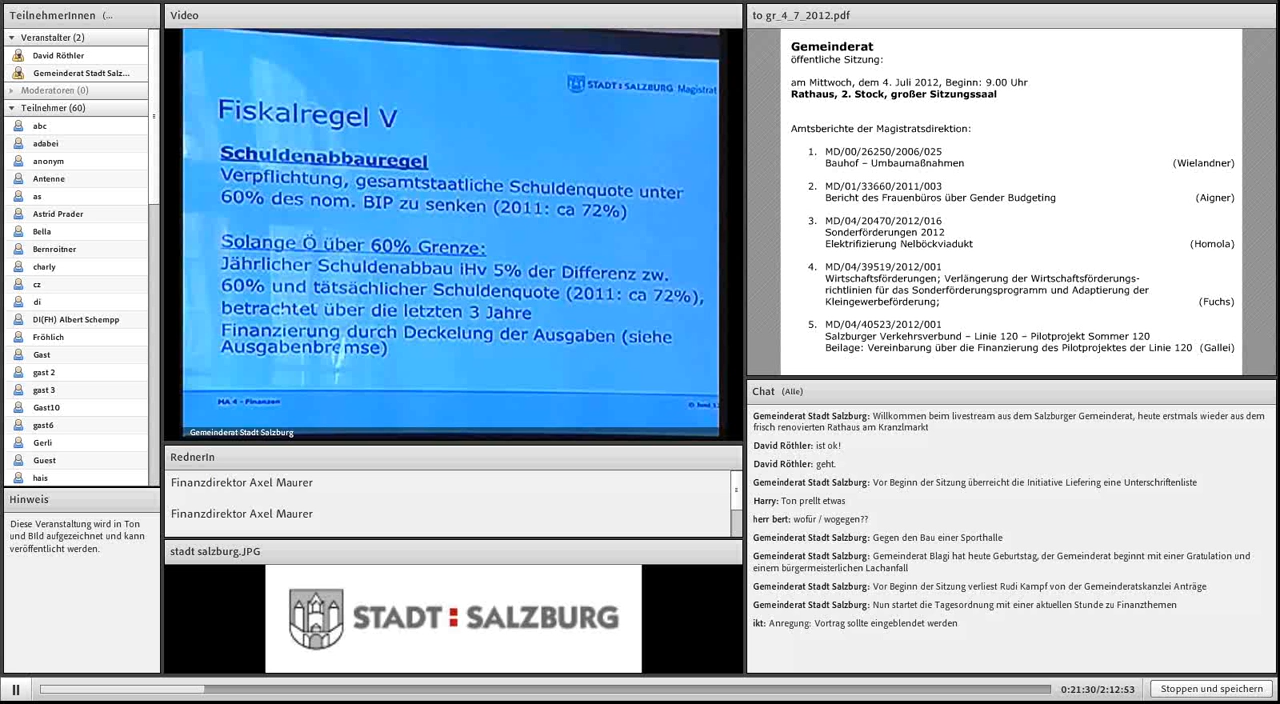 TeilnehmerInnen (...
Veranstalter (2)
David Röthler
Gemeinderat Stadt Salz...
Moderatoren (0)
Teilnehmer (60)
abc
adabei
anonym
Antenne
as
Astrid Prader
Bella
Bernroitner
charly
cz
di
DI(FH) Albert Schempp
Fröhlich
Gast
gast 2
gast 3
Gast10
gast6
Gerli
Guest
hais
Hinweis
Diese Veranstaltung wird in Ton
und BIld aufgezeichnet und kann
veröffentlicht werden.
Video
STADT:SALZBURG Magistrat
Fiskalregel V
Schuldenabbauregel
Verpflichtung, gesamtstaatliche Schuldenquote unter
60% des nom. BIP zu senken (2011: ca 72%)
Solange Ö über 60% Grenze:
Jährlicher Schuldenabbau iHv 5% der Differenz zw.
60% und tätsächlicher Schuldenquote (2011: ca 72%),
betrachtet über die letzten 3 Jahre
Finanzierung durch Deckelung der Ausgaben (siehe
Ausgabenbremse)
MA 4 - Finanzen
Gemeinderat Stadt Salzburg
RednerIn
Finanzdirektor Axel Maurer
Finanzdirektor Axel Maurer
stadt salzburg.JPG
STADT:SALZBURG
to gr_4_7_2012.pdf
Gemeinderat
öffentliche Sitzung:
am Mittwoch, dem 4. Juli 2012, Beginn: 9.00 Uhr
Rathaus, 2. Stock, großer Sitzungssaal
Amtsberichte der Magistratsdirektion:
1. MD/00/26250/2006/025
Bauhof – Umbaumaßnahmen (Wielandner)
2. MD/01/33660/2011/003
Bericht des Frauenbüros über Gender Budgeting (Aigner)
3. MD/04/20470/2012/016
Sonderförderungen 2012
Elektrifizierung Nelböckviadukt (Homola)
4. MD/04/39519/2012/001
Wirtschaftsförderungen; Verlängerung der Wirtschaftsförderungs-
richtlinien für das Sonderförderungsprogramm und Adaptierung der
Kleingewerbeförderung; (Fuchs)
5. MD/04/40523/2012/001
Salzburger Verkehrsverbund – Linie 120 – Pilotprojekt Sommer 120
Beilage: Vereinbarung über die Finanzierung des Pilotprojektes der Linie 120 (Gallei)
Chat (Alle)
Gemeinderat Stadt Salzburg: Willkommen beim livestream aus dem Salzburger Gemeinderat, heute erstmals wieder aus dem
frisch renovierten Rathaus am Kranzlmarkt
David Röthler: ist ok!
David Röthler: geht.
Gemeinderat Stadt Salzburg: Vor Beginn der Sitzung überreicht die Initiative Liefering eine Unterschriftenliste
Harry: Ton prellt etwas
herr bert: wofür / wogegen??
Gemeinderat Stadt Salzburg: Gegen den Bau einer Sporthalle
Gemeinderat Stadt Salzburg: Gemeinderat Blagi hat heute Geburtstag, der Gemeinderat beginnt mit einer Gratulation und
einem bürgermeisterlichen Lachanfall
Gemeinderat Stadt Salzburg: Vor Beginn der Sitzung verliest Rudi Kampf von der Gemeinderatskanzlei Anträge
Gemeinderat Stadt Salzburg: Nun startet die Tagesordnung mit einer aktuellen Stunde zu Finanzthemen
ikt: Anregung: Vortrag sollte eingeblendet werden
0:21:30/2:12:53
Stoppen und speichern